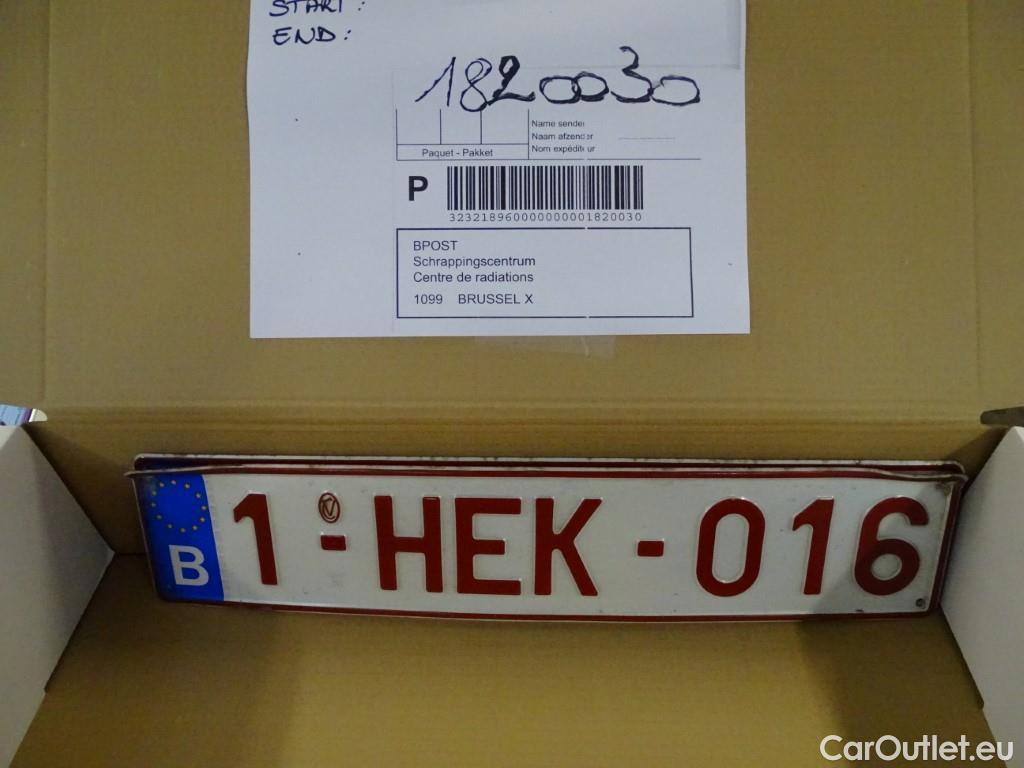 START :
END :
1820030
Name sender
Naam afzender
Nom expéditeur
Paquet - Pakket
P
32321896000000001820030
BPOST
Schrappingscentrum
Centre de radiations
1099 BRUSSEL X
B 1-HEK-016
CarOutlet.eu